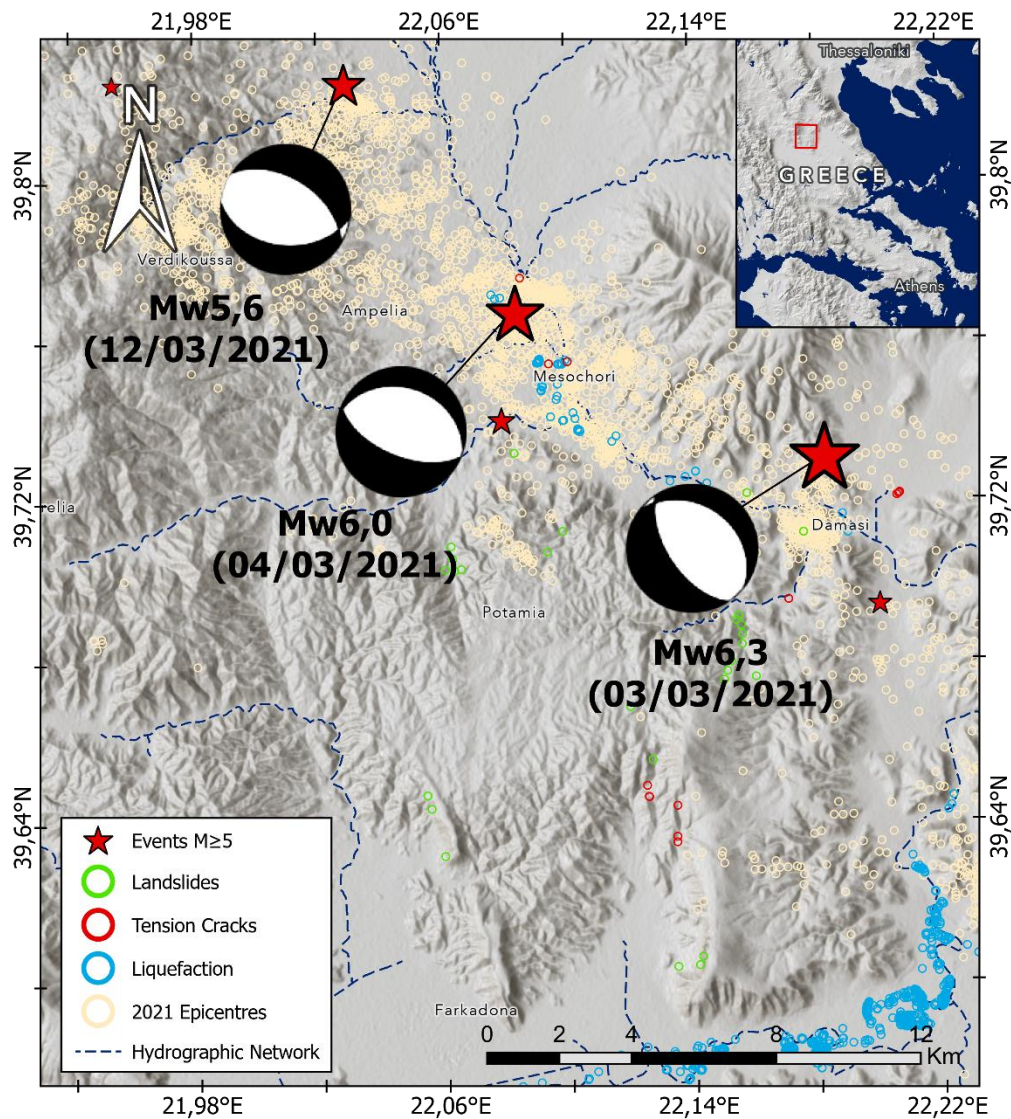 21,98°E 22,06°E 22,14°E 22,22°E
Thessaloniki
N
39,8°N
39,8°N
GREECE
Verdikoussa
Athens
Mw5,6
(12/03/2021)
Ampelia
Mesochori
39,72°N
39,72°N
relia
Mw6,0
(04/03/2021)
Damasi
Potamia
Mw6,3
(03/03/2021)
39,64°N
39,64°N
Events M≥5
Landslides
Tension Cracks
Liquefaction
2021 Epicentres
Hydrographic Network
Farkadona
0 2 4 8 12
Km
21,98°E 22,06°E 22,14°E 22,22°E